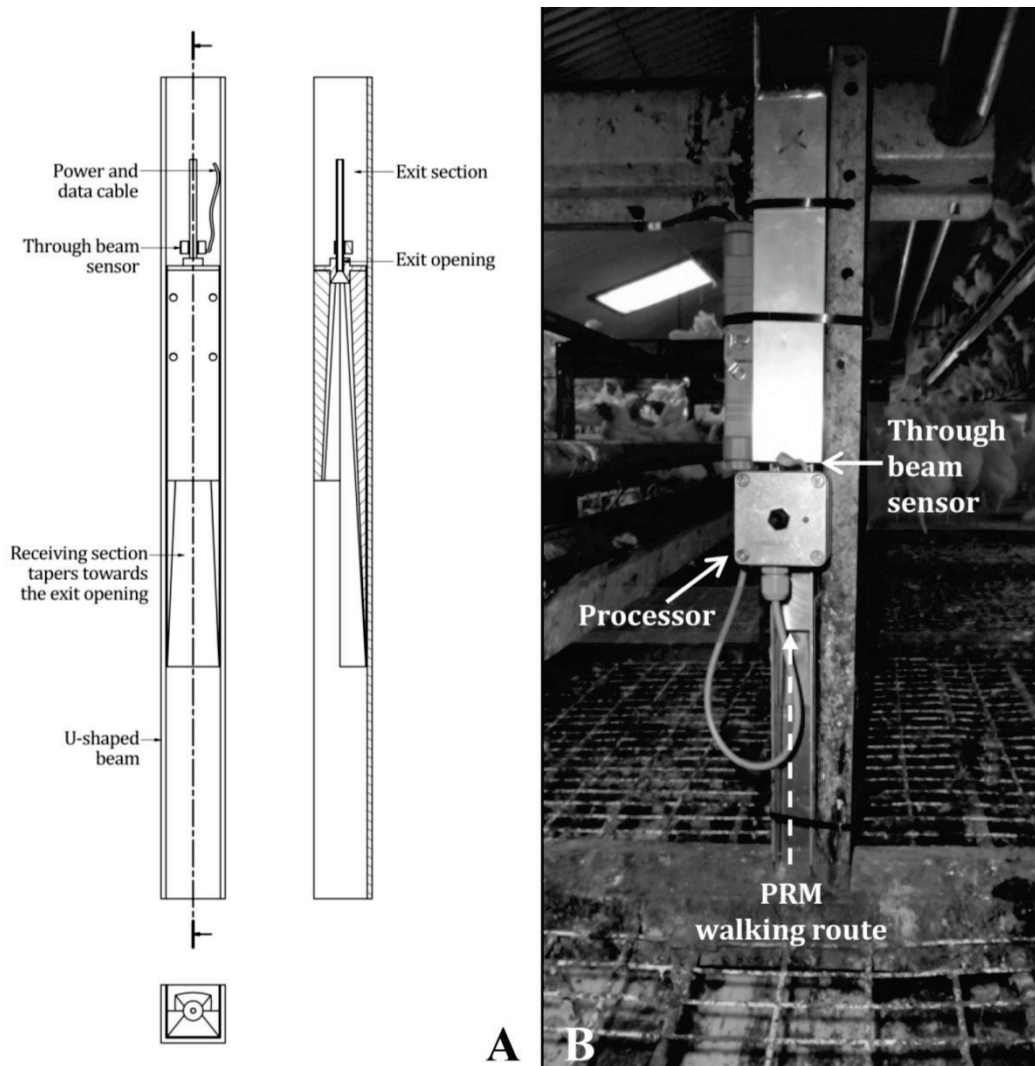 Power and
data cable
Exit section
Through beam
sensor
Exit opening
Receiving section
tapers towards
the exit opening
U-shaped
beam
A
Through
beam
sensor
Processor
PRM
walking route
B